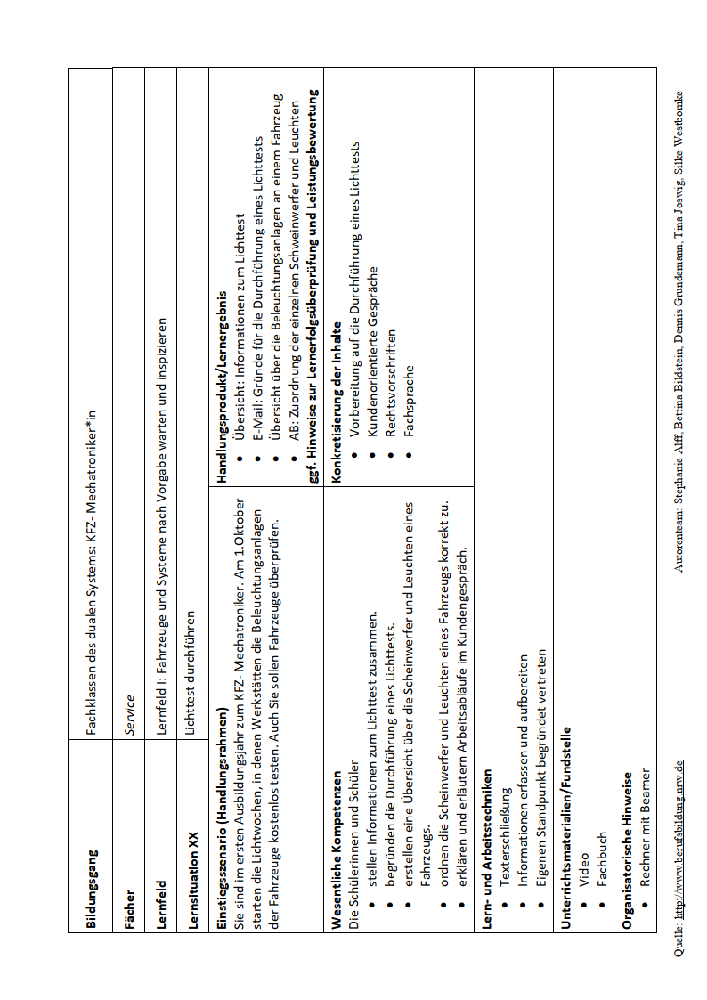 Bildungsgang
Fachklassen des dualen Systems: KFZ- Mechatroniker*in
Fächer
Service
Lernfeld
Lernfeld I: Fahrzeuge und Systeme nach Vorgabe warten und inspizieren
Lernsituation XX
Lichttest durchführen
Einstiegsszenario (Handlungsrahmen)
Sie sind im ersten Ausbildungsjahr zum KFZ- Mechatroniker. Am 1.Oktober
starten die Lichtwochen, in denen Werkstätten die Beleuchtungsanlagen
der Fahrzeuge kostenlos testen. Auch Sie sollen Fahrzeuge überprüfen.
Handlungsprodukt/Lernergebnis
• Übersicht: Informationen zum Lichttest
• E-Mail: Gründe für die Durchführung eines Lichttests
• Übersicht über die Beleuchtungsanlagen an einem Fahrzeug
• AB: Zuordnung der einzelnen Schweinwerfer und Leuchten
ggf. Hinweise zur Lernerfolgsüberprüfung und Leistungsbewertung
Wesentliche Kompetenzen
Die Schülerinnen und Schüler
• stellen Informationen zum Lichttest zusammen.
• begründen die Durchführung eines Lichttests.
• erstellen eine Übersicht über die Scheinwerfer und Leuchten eines
Fahrzeugs.
• ordnen die Scheinwerfer und Leuchten eines Fahrzeugs korrekt zu.
• erklären und erläutern Arbeitsabläufe im Kundengespräch.
Konkretisierung der Inhalte
• Vorbereitung auf die Durchführung eines Lichttests
• Kundenorientierte Gespräche
• Rechtsvorschriften
• Fachsprache
Lern- und Arbeitstechniken
• Texterschließung
• Informationen erfassen und aufbereiten
• Eigenen Standpunkt begründet vertreten
Unterrichtsmaterialien/Fundstelle
• Video
• Fachbuch
Organisatorische Hinweise
• Rechner mit Beamer
Quelle: http://www.berufsbildung.nrw.de
Autorenteam: Stephanie Alff, Bettina Bildstein, Dennis Grundemann, Tina Joswig, Silke Westbomke